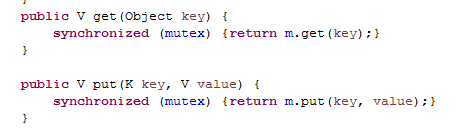 public V get(Object key) {
synchronized (mutex) {return m.get(key);}
}
public V put(K key, V value) {
synchronized (mutex) {return m.put(key, value);}
}